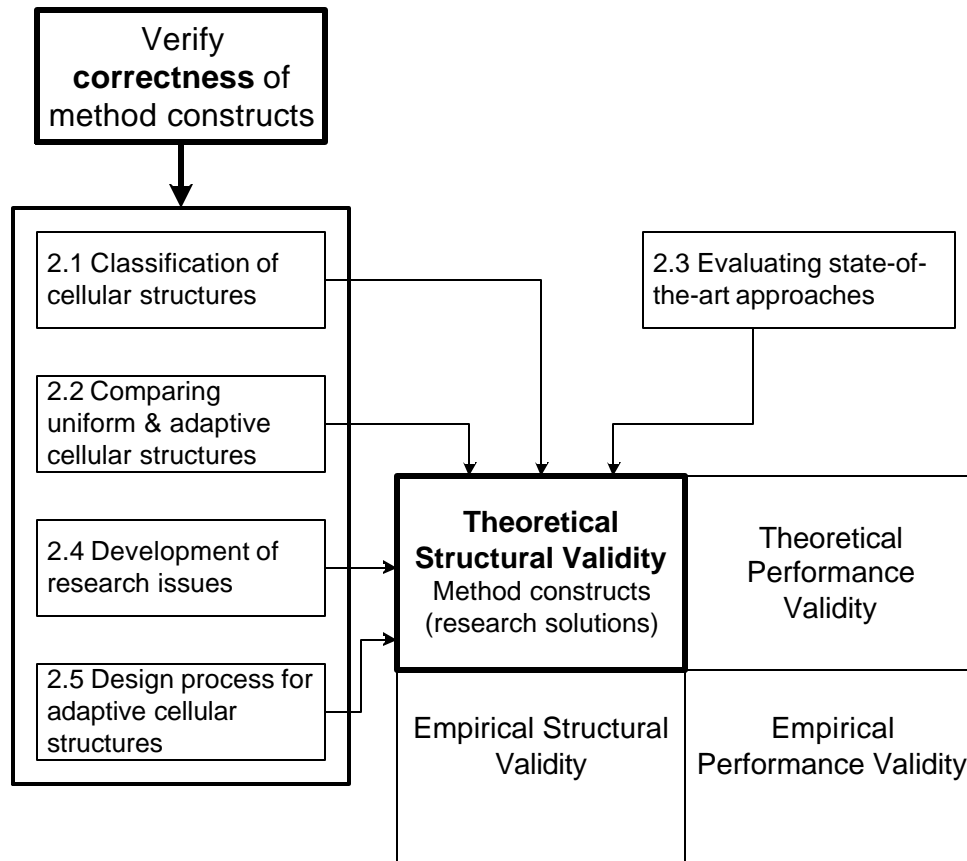 Verify
correctness of
method constructs
2.1 Classification of
cellular structures
2.3 Evaluating state-of-
the-art approaches
2.2 Comparing
uniform & adaptive
cellular structures
2.4 Development of
research issues
2.5 Design process for
adaptive cellular
structures
Theoretical
Structural Validity
Method constructs
(research solutions)
Theoretical
Performance
Validity
Empirical Structural
Validity
Empirical
Performance Validity